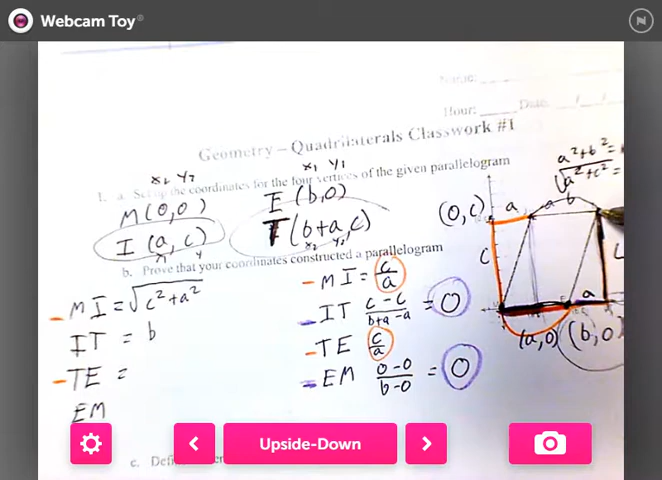 Webcam Toy
Name:
Hour: Date: / /
Geometry – Quadrilaterals Classwork #1
x₂ y₂ x₁ y₁
1. a. Set up the coordinates for the four vertices of the given parallelogram
M(0,0) E(b,0)
I(a,c) T(b+a,c)
x y x₂ y₂
b. Prove that your coordinates constructed a parallelogram
- MI = √c²+a²
IT = b
- TE =
EM
- MI = c/a
- IT c-c/b+a-a = 0
- TE c/a
- EM 0-0/b-0 = 0
a²+b²=
√a²+c² =
(0,c) a a b
c
a
(a,0) (b,0)
Upside-Down
c.